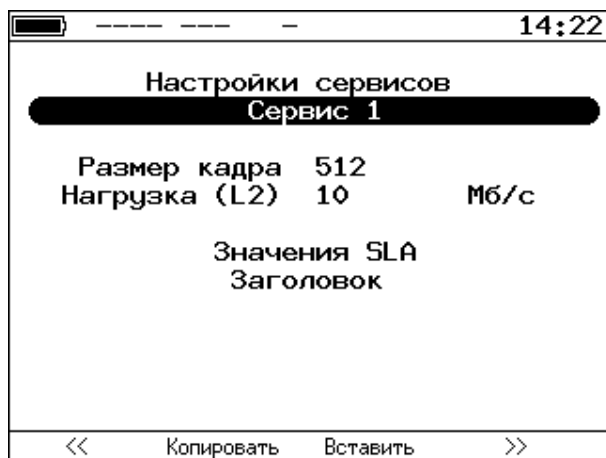 14:22
Настройки сервисов
Сервис 1
Размер кадра 512
Нагрузка (L2) 10 Мб/с
Значения SLA
Заголовок
<< Копировать Вставить >>